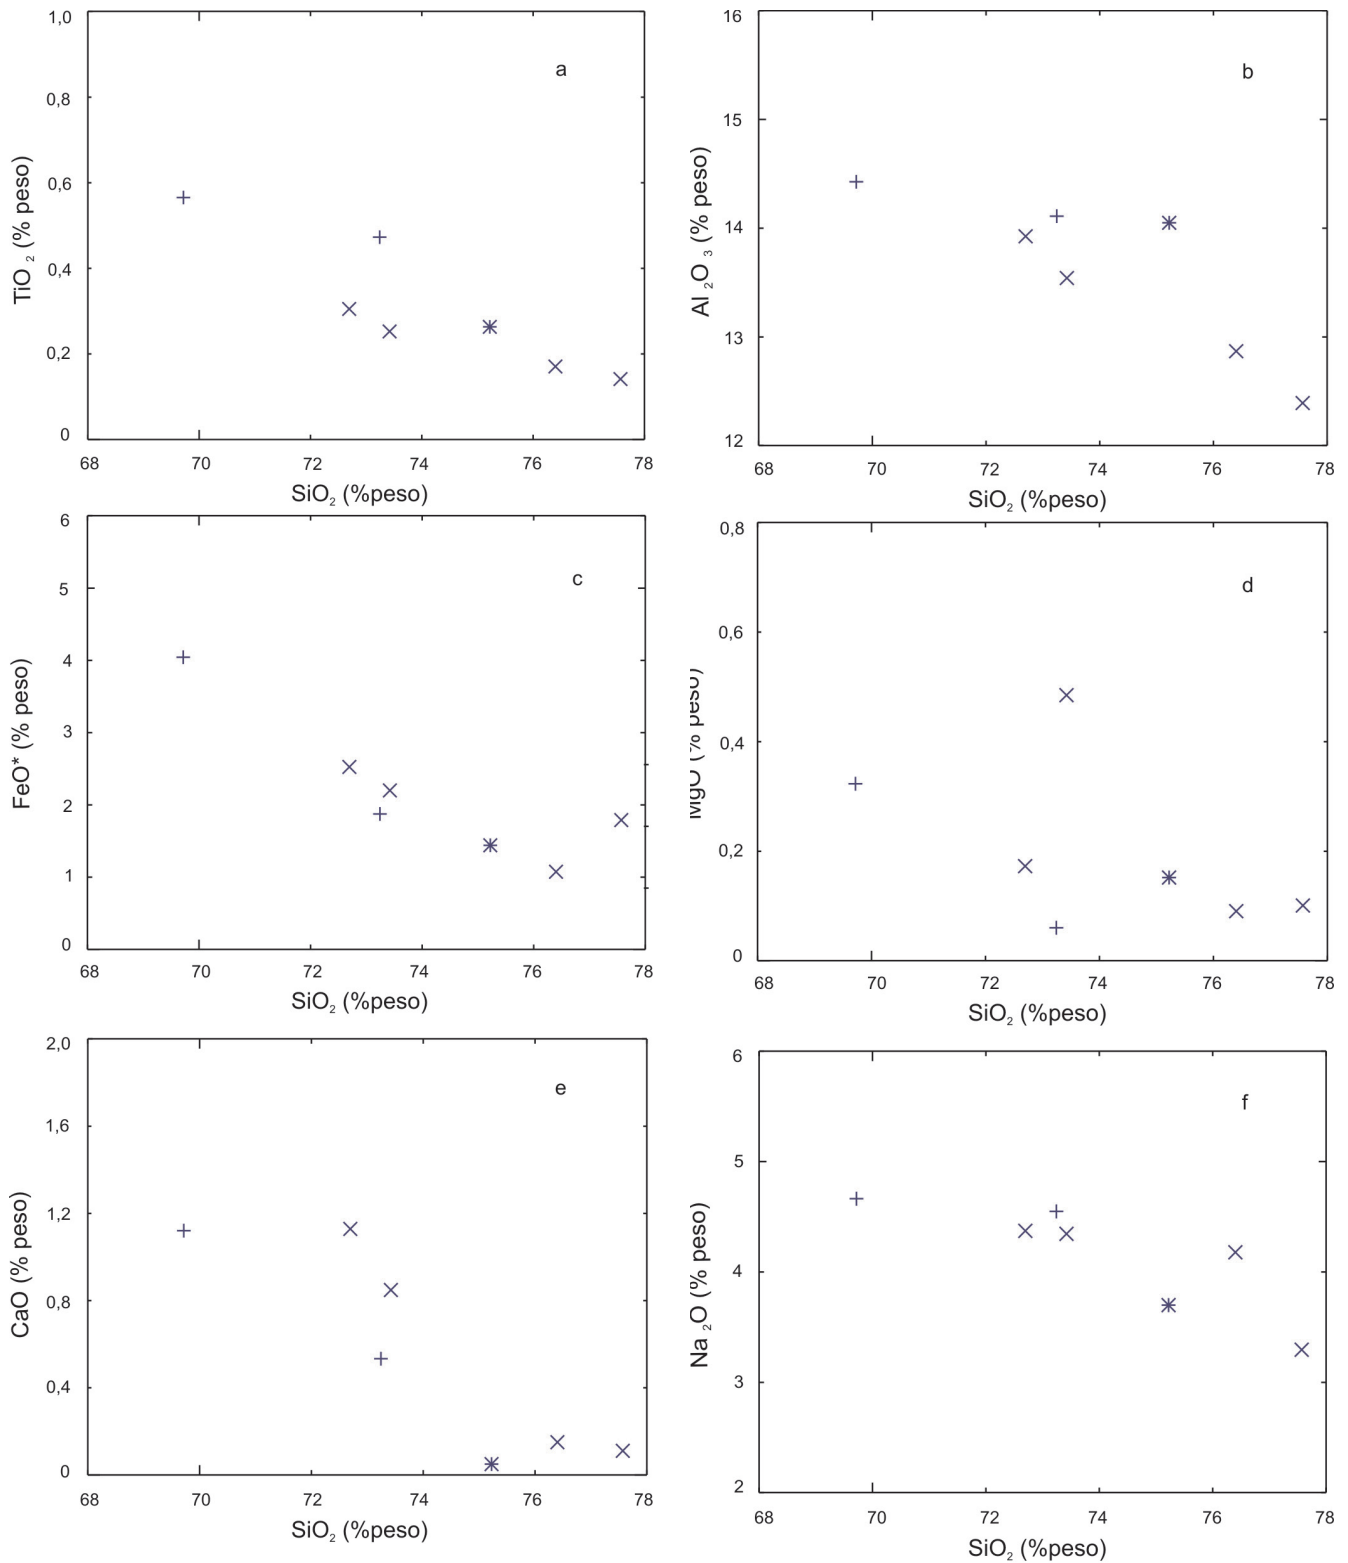 1,0
a
0,8
0,6
0,4
0,2
0
TiO₂ (% peso)
68 70 72 74 76 78
SiO₂ (%peso)
16
b
15
14
13
12
Al₂O₃ (% peso)
68 70 72 74 76 78
SiO₂ (%peso)
6
c
5
4
3
2
1
0
FeO* (% peso)
68 70 72 74 76 78
SiO₂ (%peso)
0,8
d
0,6
0,4
0,2
0
MgO (% peso)
68 70 72 74 76 78
SiO₂ (%peso)
2,0
e
1,6
1,2
0,8
0,4
0
CaO (% peso)
68 70 72 74 76 78
SiO₂ (%peso)
6
f
5
4
3
2
Na₂O (% peso)
68 70 72 74 76 78
SiO₂ (%peso)